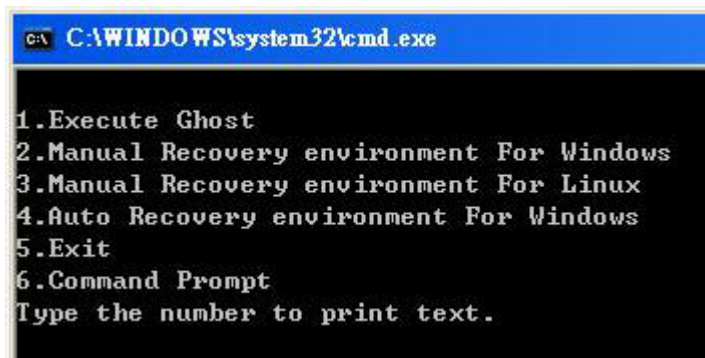 C:\WINDOWS\system32\cmd.exe
1.Execute Ghost
2.Manual Recovery environment For Windows
3.Manual Recovery environment For Linux
4.Auto Recovery environment For Windows
5.Exit
6.Command Prompt
Type the number to print text.